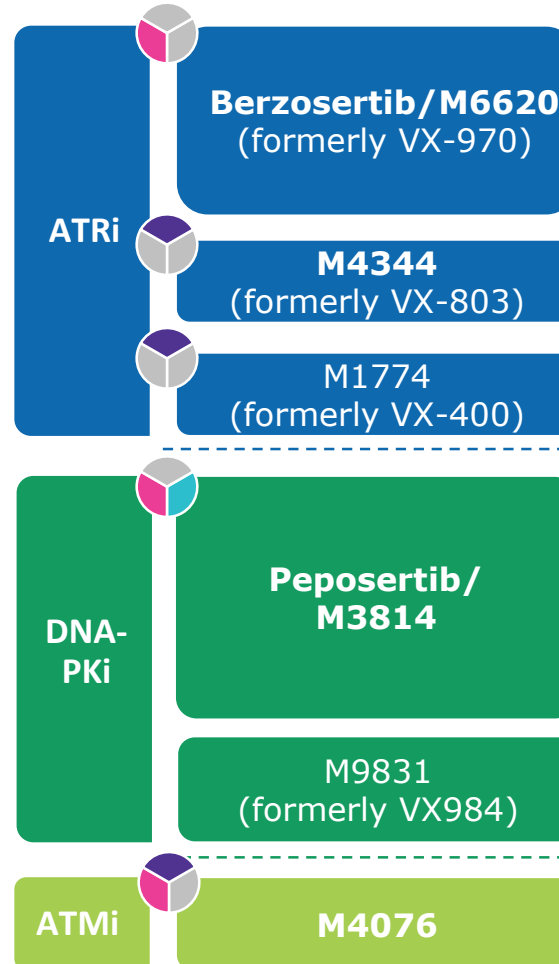 ATRi
Berzosertib/M6620
(formerly VX-970)
M4344
(formerly VX-803)
M1774
(formerly VX-400)
DNA-
PKi
Peposertib/
M3814
M9831
(formerly VX984)
ATMi
M4076